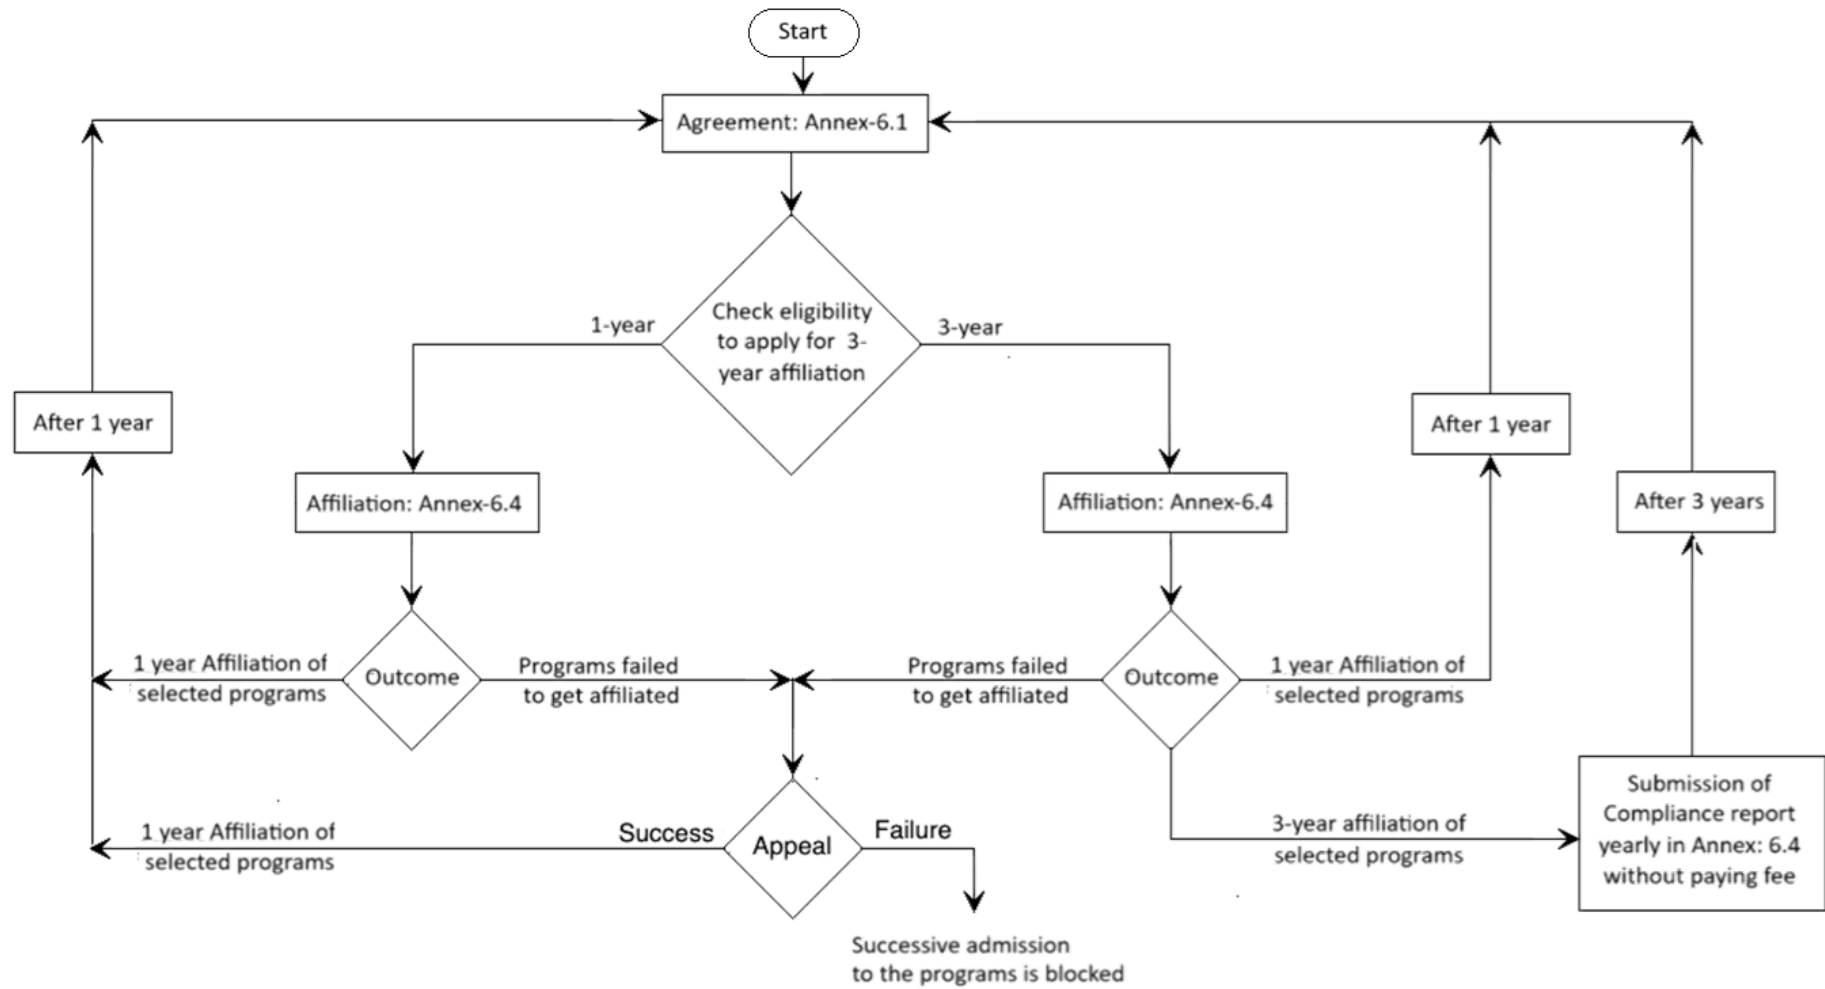 Start
Agreement: Annex-6.1
Check eligibility
to apply for 3-
year affiliation
1-year
3-year
After 1 year
After 1 year
After 3 years
Affiliation: Annex-6.4
Affiliation: Annex-6.4
1 year Affiliation of
selected programs
Outcome
Programs failed
to get affiliated
Programs failed
to get affiliated
Outcome
1 year Affiliation of
selected programs
1 year Affiliation of
selected programs
Success
Appeal
Failure
3-year affiliation of
selected programs
Submission of
Compliance report
yearly in Annex: 6.4
without paying fee
Successive admission
to the programs is blocked